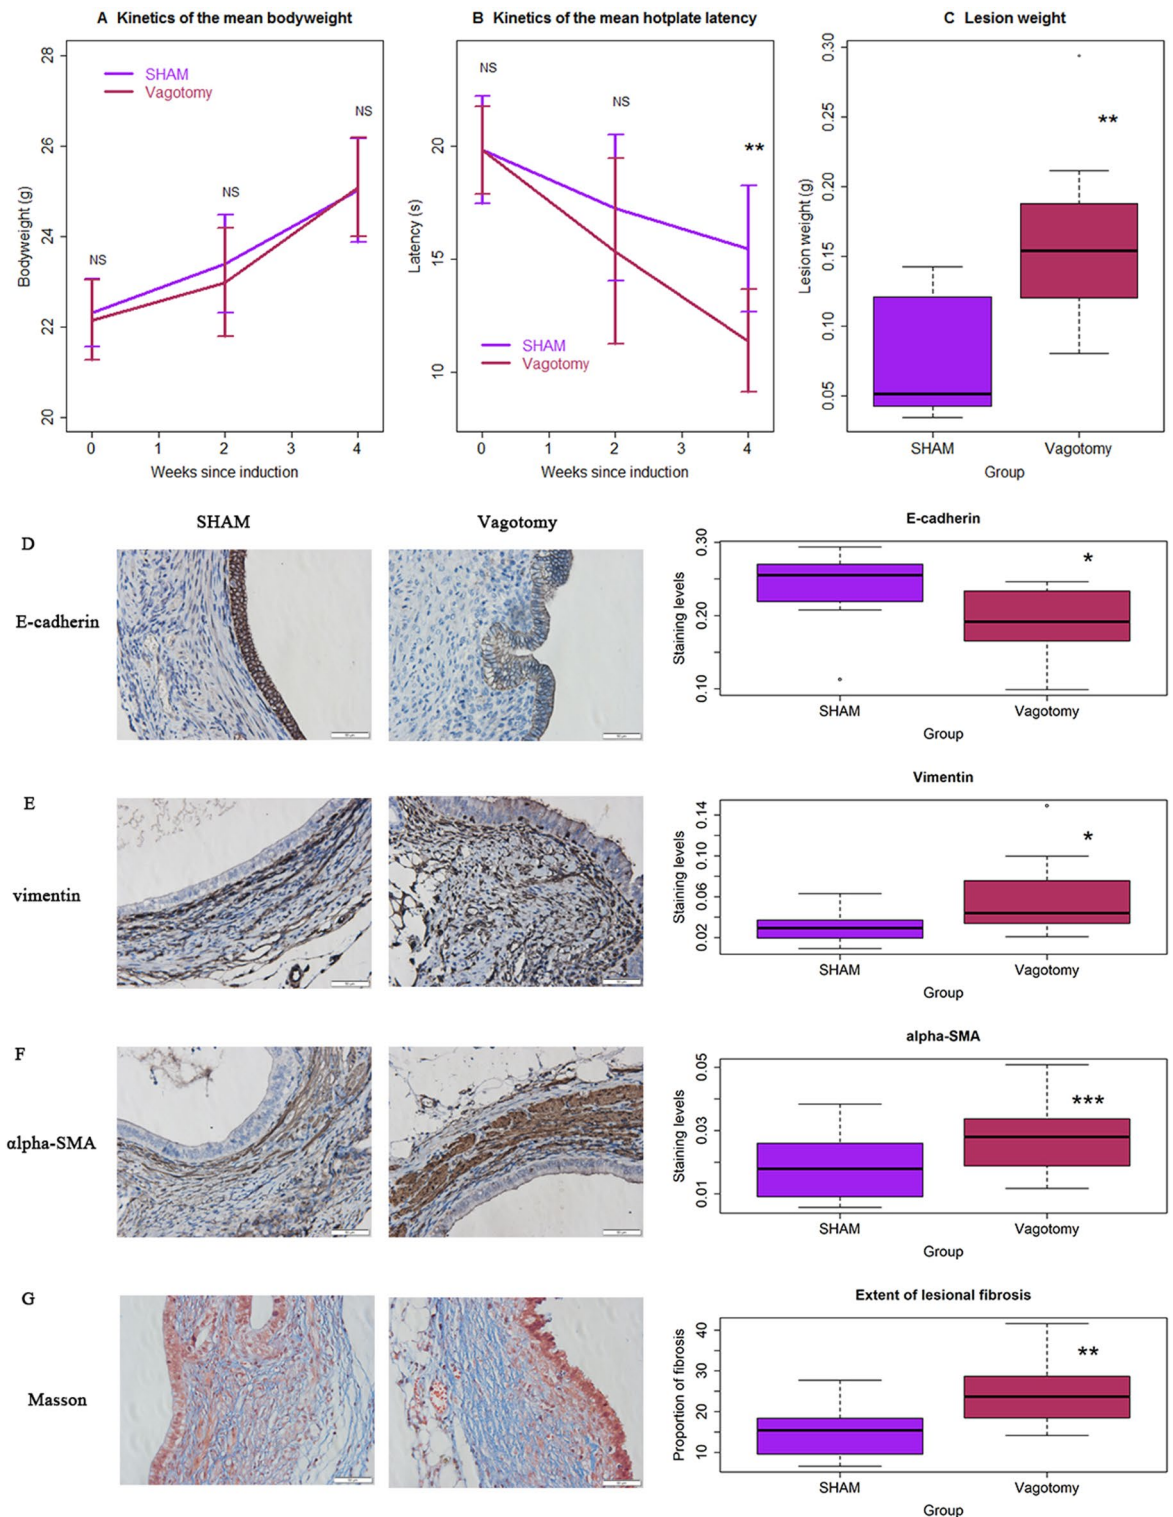 A Kinetics of the mean bodyweight
28
26
24
22
20
Bodyweight (g)
SHAM
Vagotomy
NS
NS
NS
0 1 2 3 4
Weeks since induction
B Kinetics of the mean hotplate latency
20
15
10
Latency (s)
NS
NS
**
SHAM
Vagotomy
0 1 2 3 4
Weeks since induction
C Lesion weight
0.30
0.25
0.20
0.15
0.10
0.05
Lesion weight (g)
**
SHAM Vagotomy
Group
SHAM Vagotomy
D
E-cadherin
E-cadherin
0.30
0.20
0.10
Staining levels
*
SHAM Vagotomy
Group
E
vimentin
Vimentin
0.14
0.10
0.06
0.02
Staining levels
*
SHAM Vagotomy
Group
F
αlpha-SMA
alpha-SMA
0.05
0.03
0.01
Staining levels
***
SHAM Vagotomy
Group
G
Masson
Extent of lesional fibrosis
40
30
20
10
Proportion of fibrosis
**
SHAM Vagotomy
Group